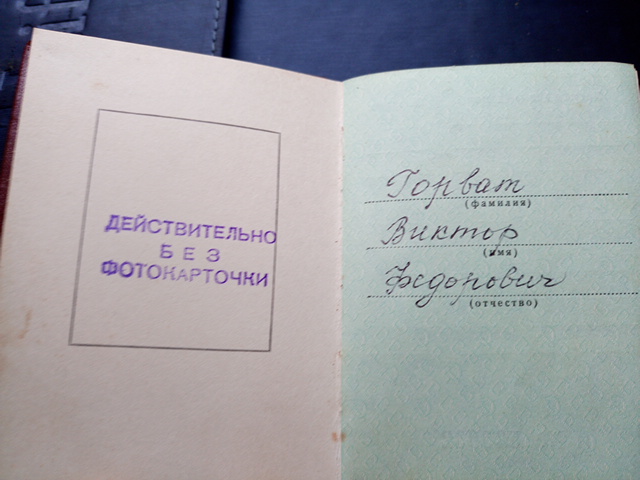 ДЕЙСТВИТЕЛЬНО
БЕЗ
ФОТОКАРТОЧКИ
Горват
(фамилия)
Виктор
(имя)
Федорович
(отчество)